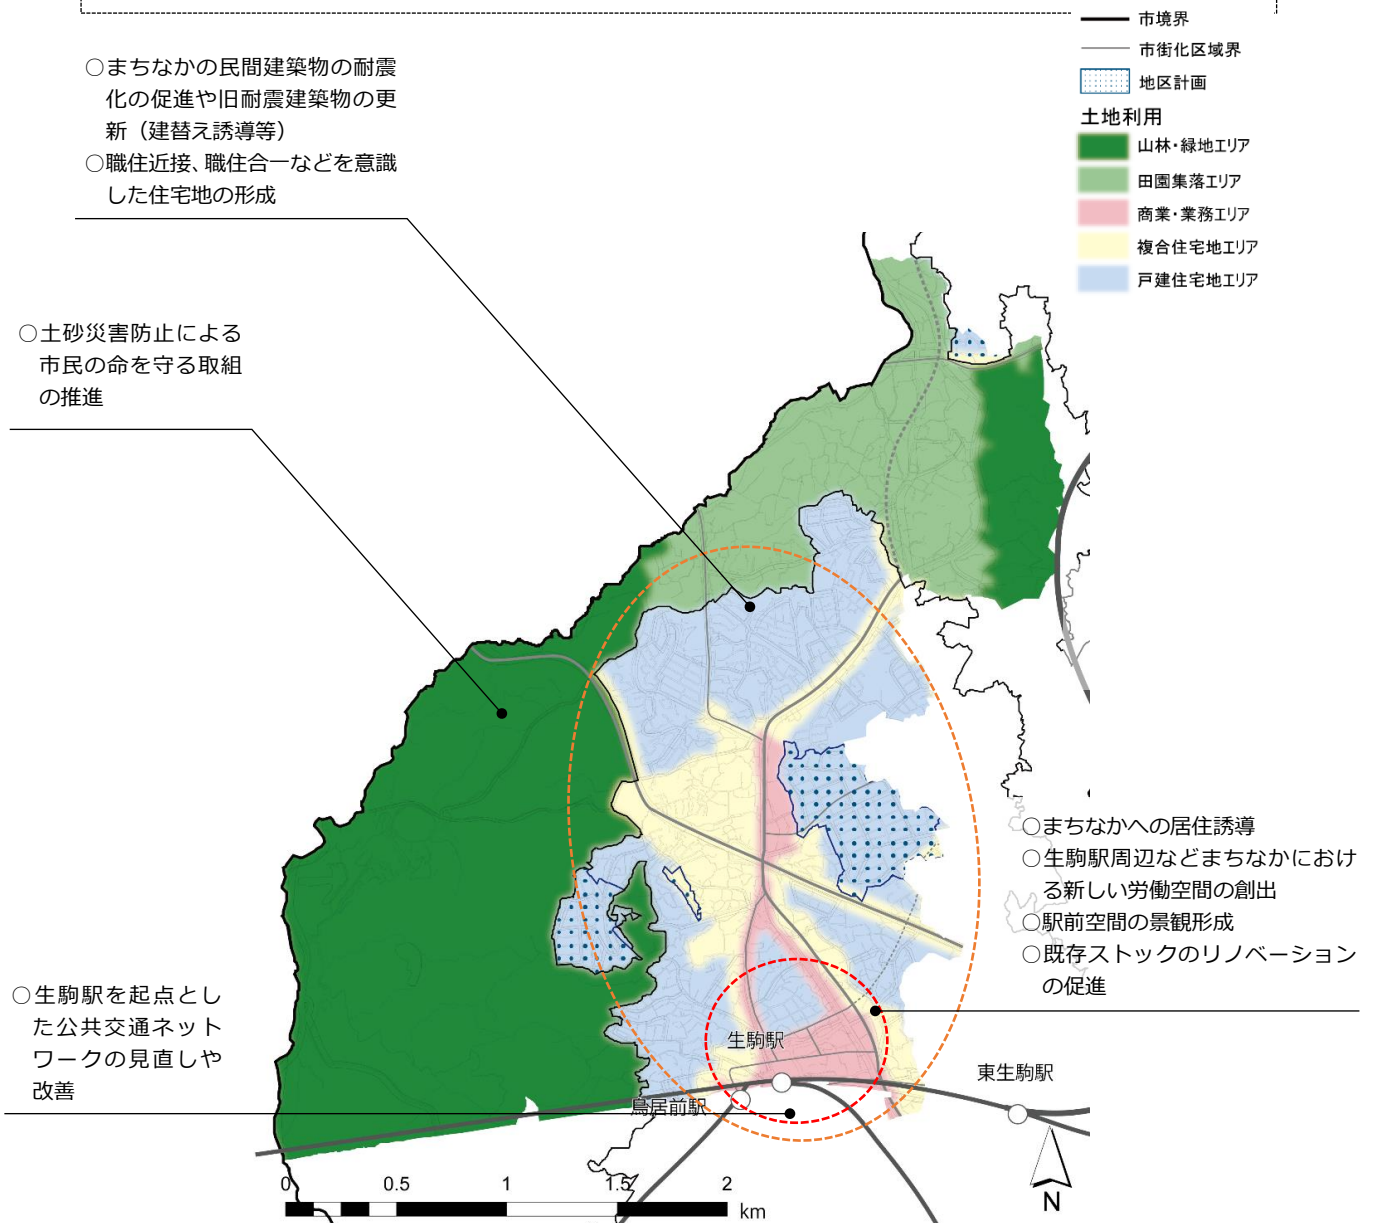 市境界
市街化区域界
地区計画
土地利用
山林・緑地エリア
田園集落エリア
商業・業務エリア
複合住宅地エリア
戸建住宅地エリア
○まちなかの民間建築物の耐震
化の促進や旧耐震建築物の更
新（建替え誘導等）
○職住近接、職住合一などを意識
した住宅地の形成
○土砂災害防止による
市民の命を守る取組
の推進
○まちなかへの居住誘導
○生駒駅周辺などまちなかにおけ
る新しい労働空間の創出
○駅前空間の景観形成
○既存ストックのリノベーション
の促進
○生駒駅を起点とし
た公共交通ネット
ワークの見直しや
改善
生駒駅
東生駒駅
鳥居前駅
0 0.5 1 1.5 2
km
N